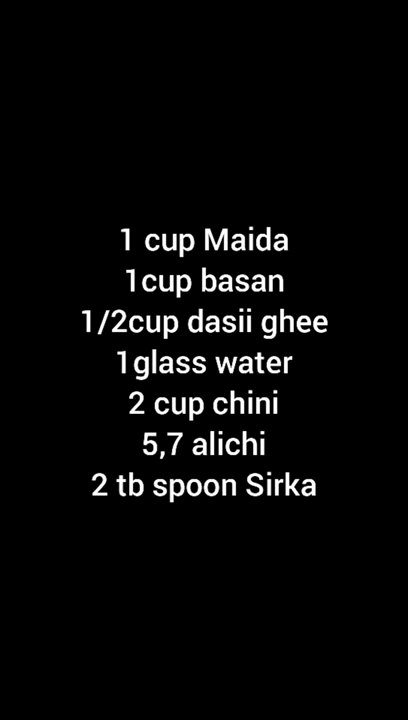 1 cup Maida
1cup basan
1/2cup dasii ghee
1glass water
2 cup chini
5,7 alichi
2 tb spoon Sirka